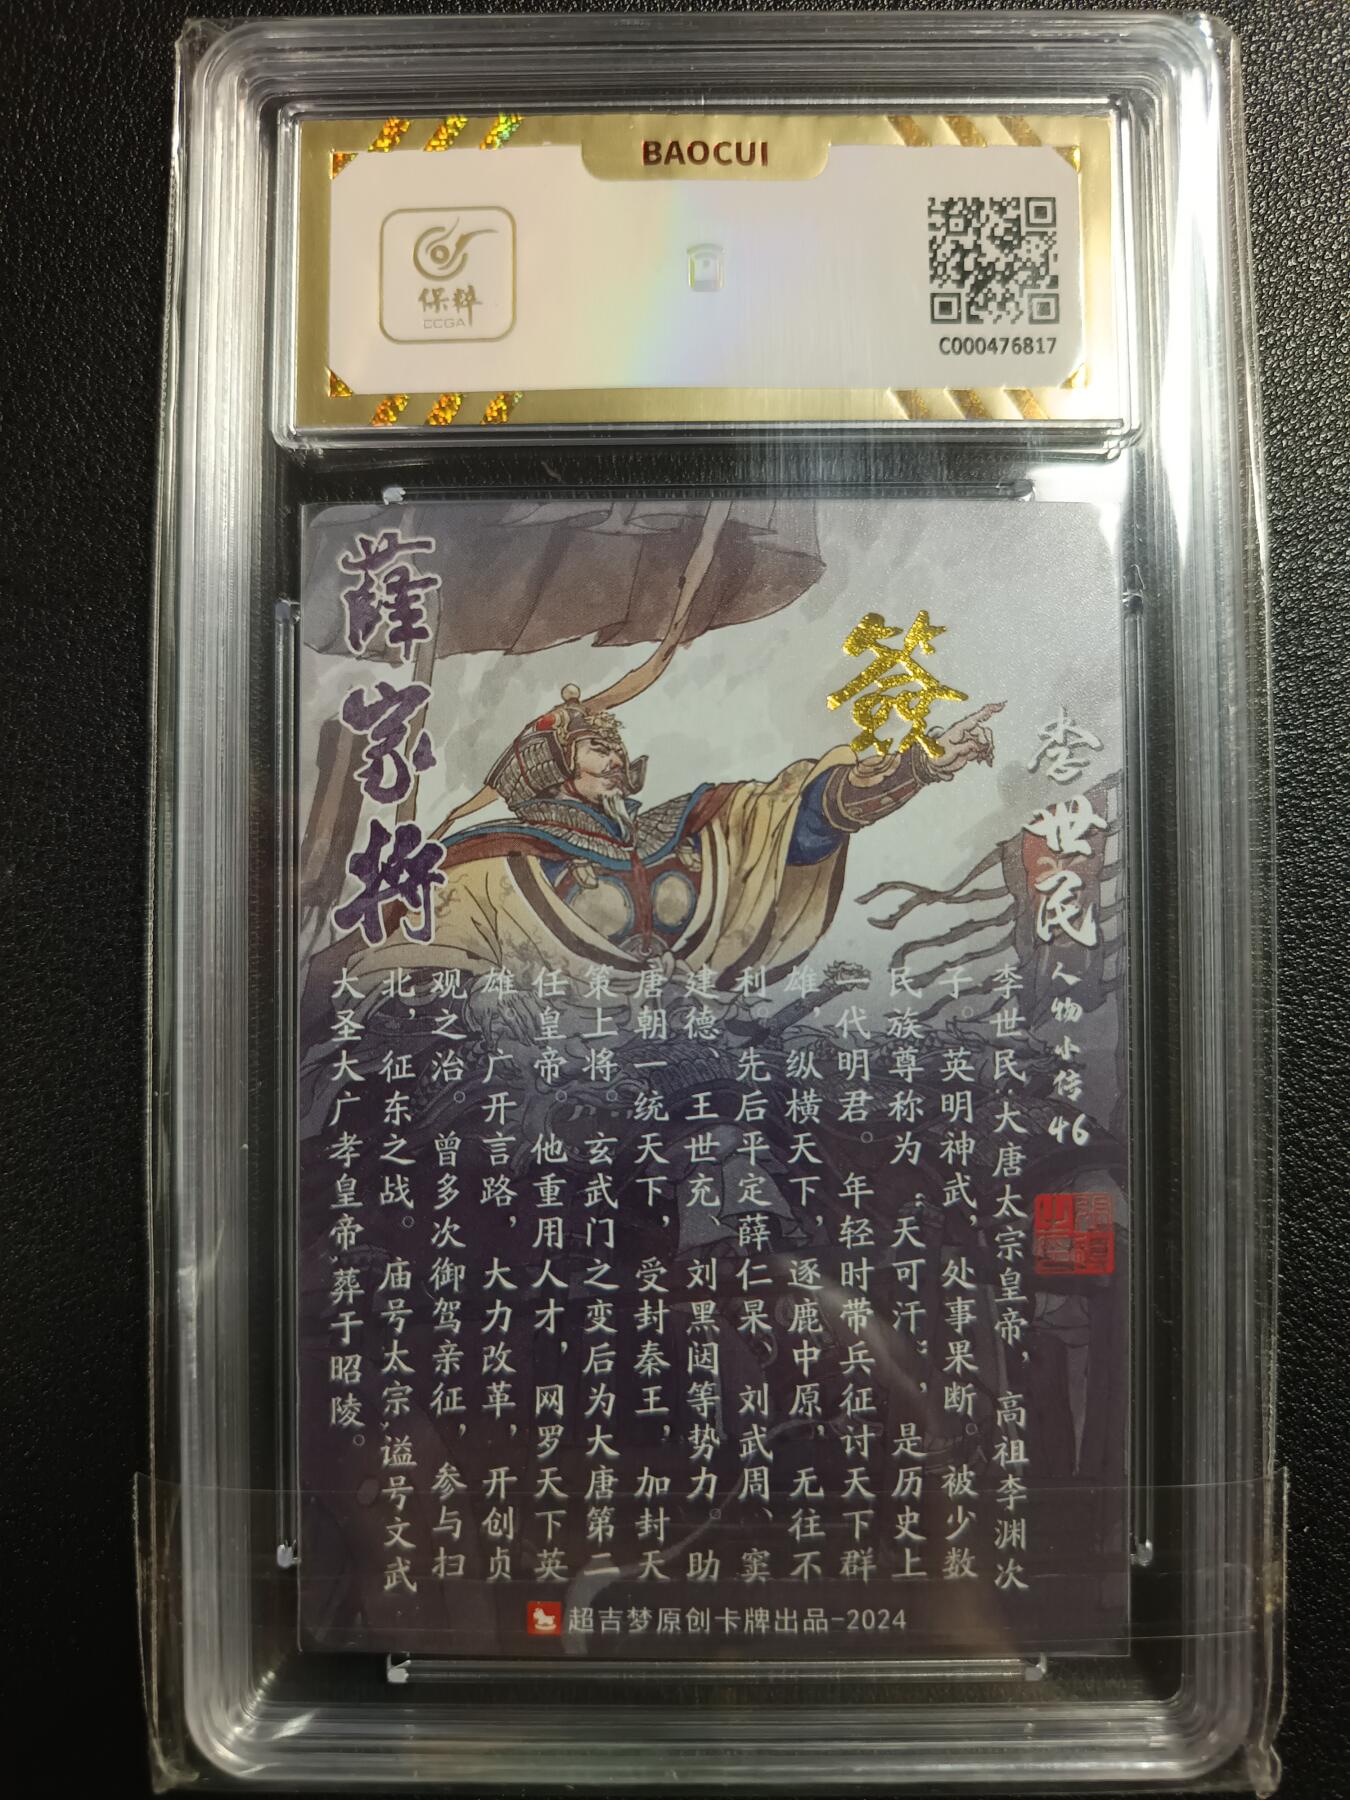 BAOCUI
保粹
CCGA
C000476817
薛家将
發
李世民
人物小传46
李世民,大唐太宗皇帝，高祖李渊次
子。英明神武，处事果断。被少数
民族尊称为“天可汗”，是历史上
一代明君。年轻时带兵征讨天下群
雄，纵横天下，逐鹿中原，无往不
利。先后平定薛仁杲、刘武周、窦
建德、王世充、刘黑闼等势力。助
唐朝一统天下，受封秦王，加封天
策上将。玄武门之变后为大唐第二
任皇帝。他重用人才，网罗天下英
雄。广开言路，大力改革，开创贞
观之治。曾多次御驾亲征，参与扫
北，征东之战。庙号太宗,谥号文武
大圣大广孝皇帝,葬于昭陵。
超吉梦原创卡牌出品-2024